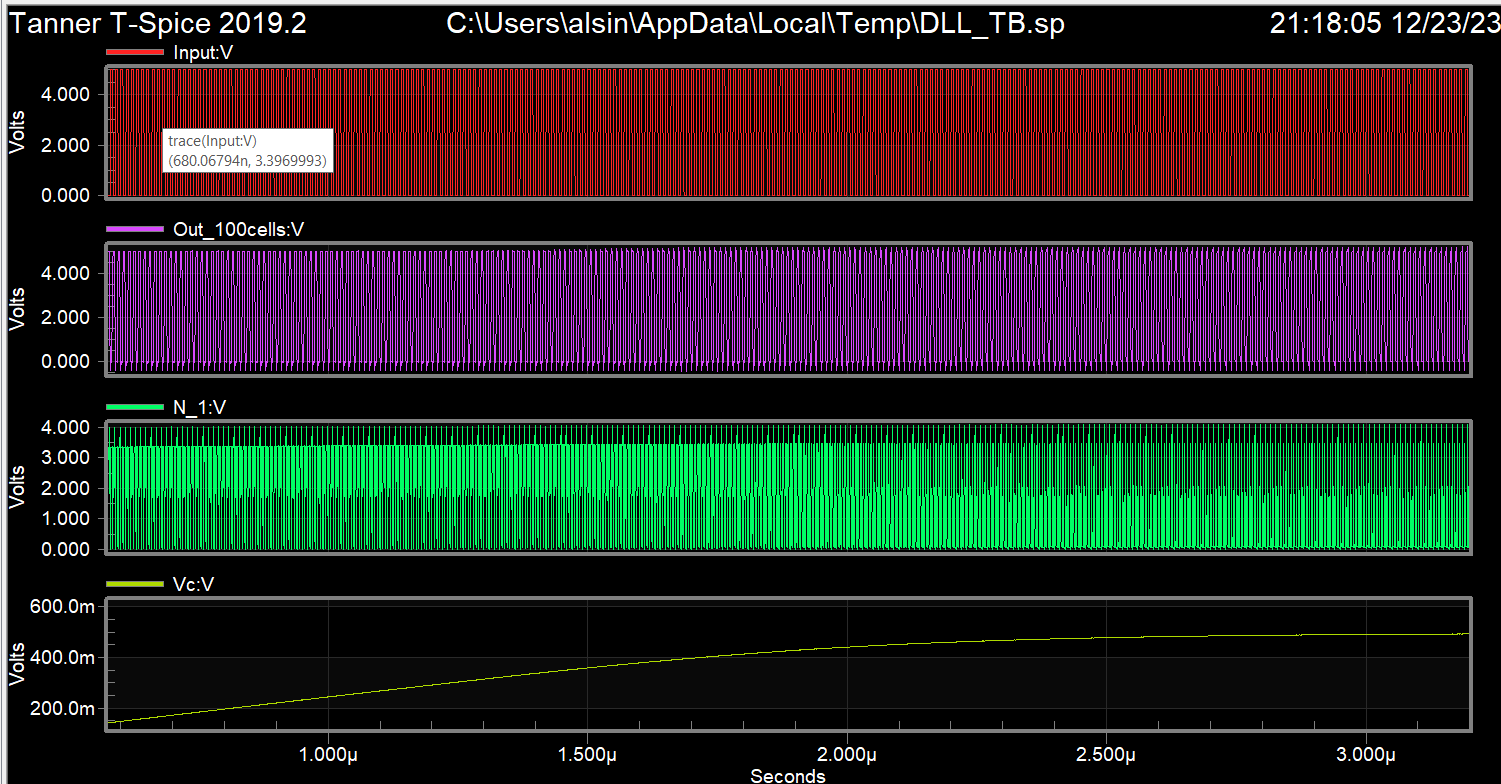 Tanner T-Spice 2019.2 C:\Users\alsin\AppData\Local\Temp\DLL_TB.sp 21:18:05 12/23/23
Input:V
4.000
2.000
0.000
Volts
trace(Input:V)
(680.06794n, 3.3969993)
Out_100cells:V
4.000
2.000
0.000
Volts
N_1:V
4.000
3.000
2.000
1.000
0.000
Volts
Vc:V
600.0m
400.0m
200.0m
Volts
1.000µ 1.500µ 2.000µ 2.500µ 3.000µ
Seconds